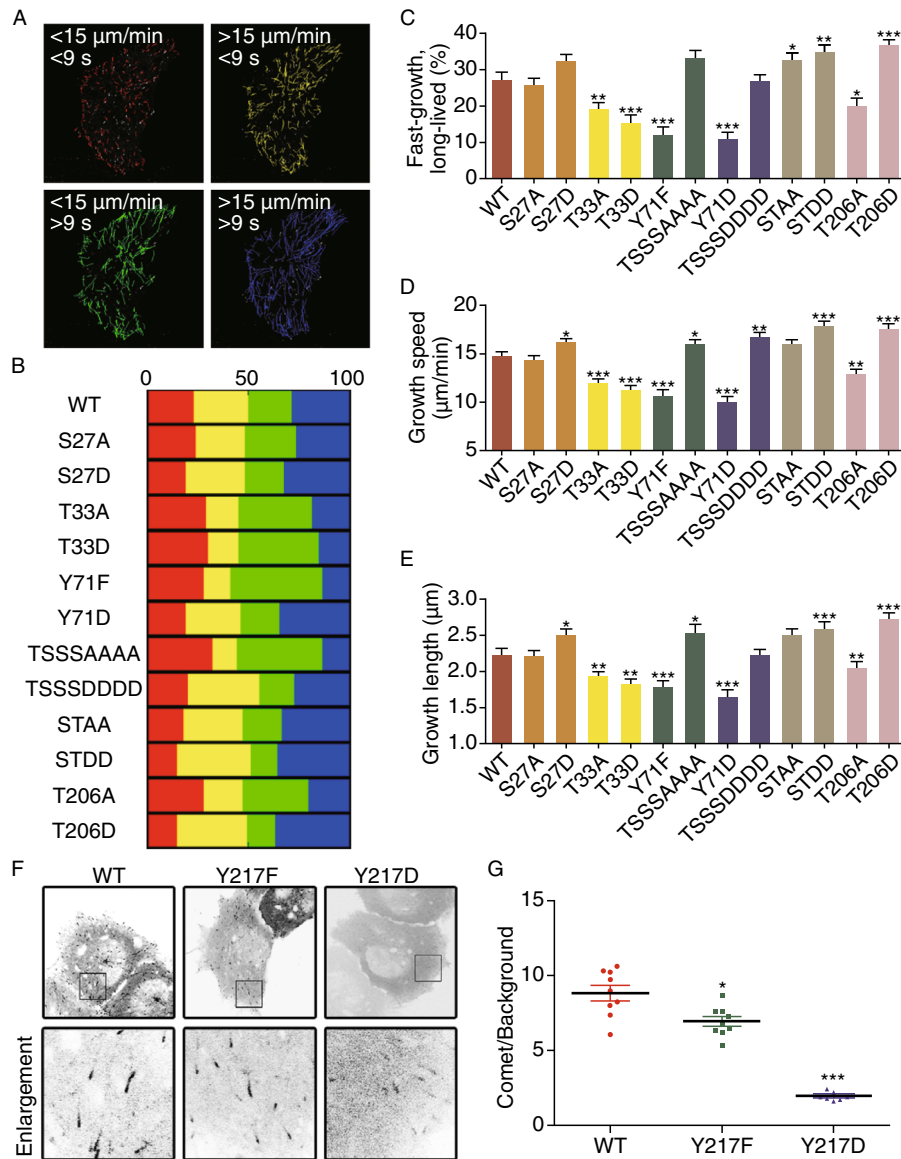 A
<15 µm/min
<9 s
>15 µm/min
<9 s
<15 µm/min
>9 s
>15 µm/min
>9 s
B
0 50 100
WT
S27A
S27D
T33A
T33D
Y71F
Y71D
TSSSAAAA
TSSSDDDD
STAA
STDD
T206A
T206D
C
Fast-growth,
long-lived (%)
40
30
20
10
0
** *** *** *** * ** * ***
WT S27A S27D T33A T33D Y71F TSSSAAAA Y71D TSSSDDDD STAA STDD T206A T206D
D
Growth speed
(µm/min)
20
15
10
5
* *** *** *** * *** ** *** ** ***
WT S27A S27D T33A T33D Y71F TSSSAAAA Y71D TSSSDDDD STAA STDD T206A T206D
E
Growth length (µm)
3.0
2.5
2.0
1.5
1.0
* ** ** *** * *** *** ** ***
WT S27A S27D T33A T33D Y71F TSSSAAAA Y71D TSSSDDDD STAA STDD T206A T206D
F
WT Y217F Y217D
Enlargement
G
Comet/Background
15
10
5
0
* ***
WT Y217F Y217D